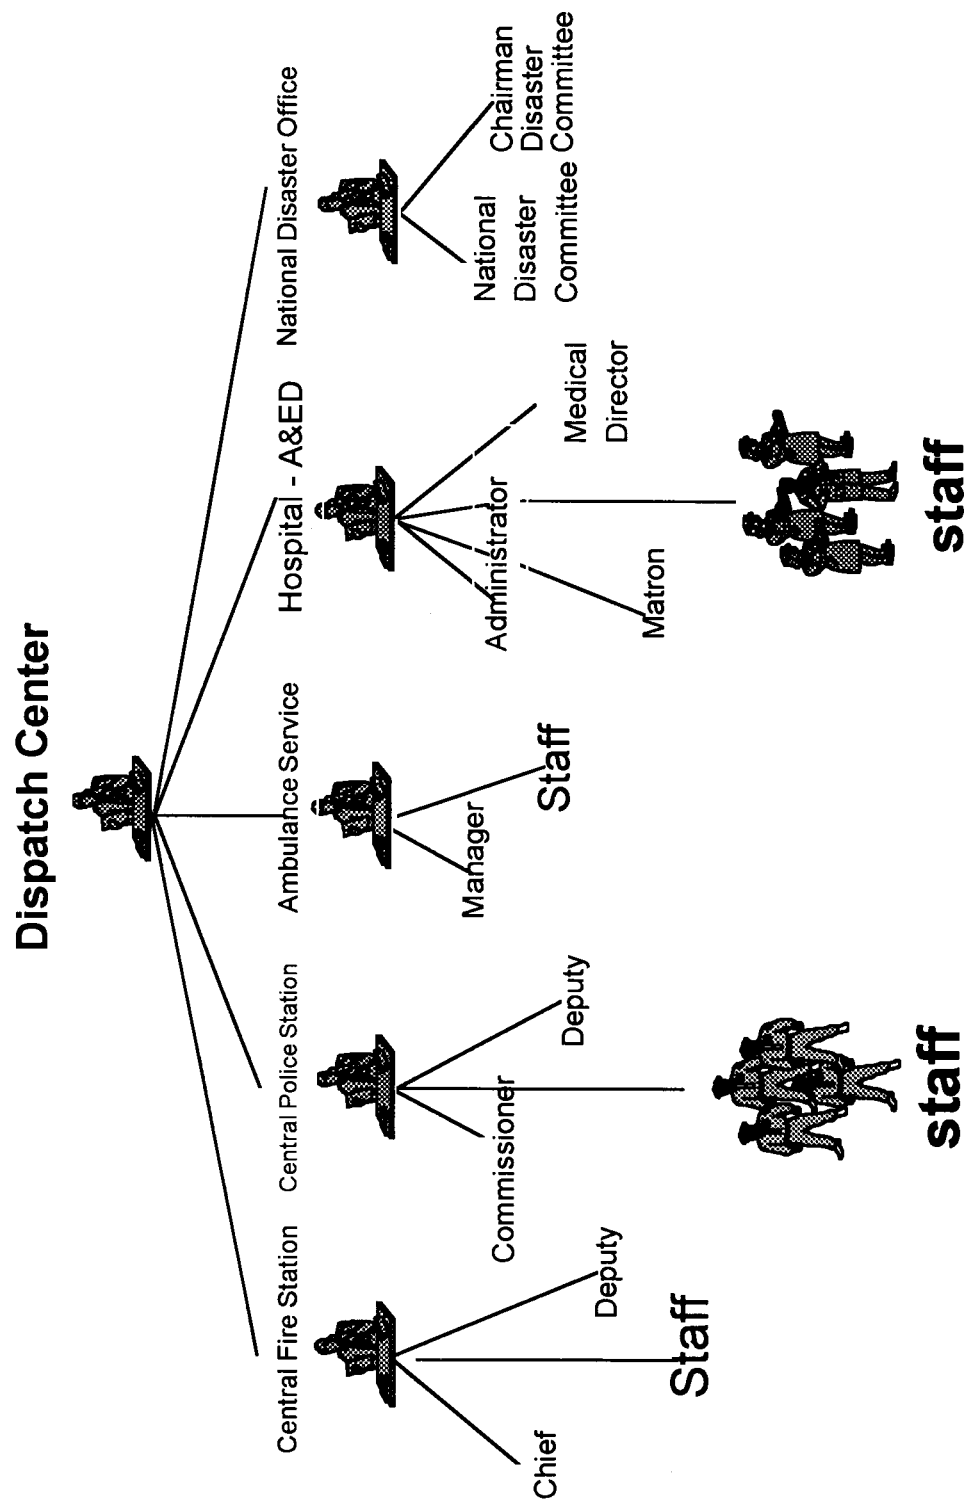 Dispatch Center
Central Fire Station
Central Police Station
Ambulance Service
Hospital - A&ED
National Disaster Office
Chief
Staff
Deputy
Commissioner
Deputy
staff
Manager
Staff
Administrator
Matron
Medical
Director
staff
National
Disaster
Committee
Chairman
Disaster
Committee